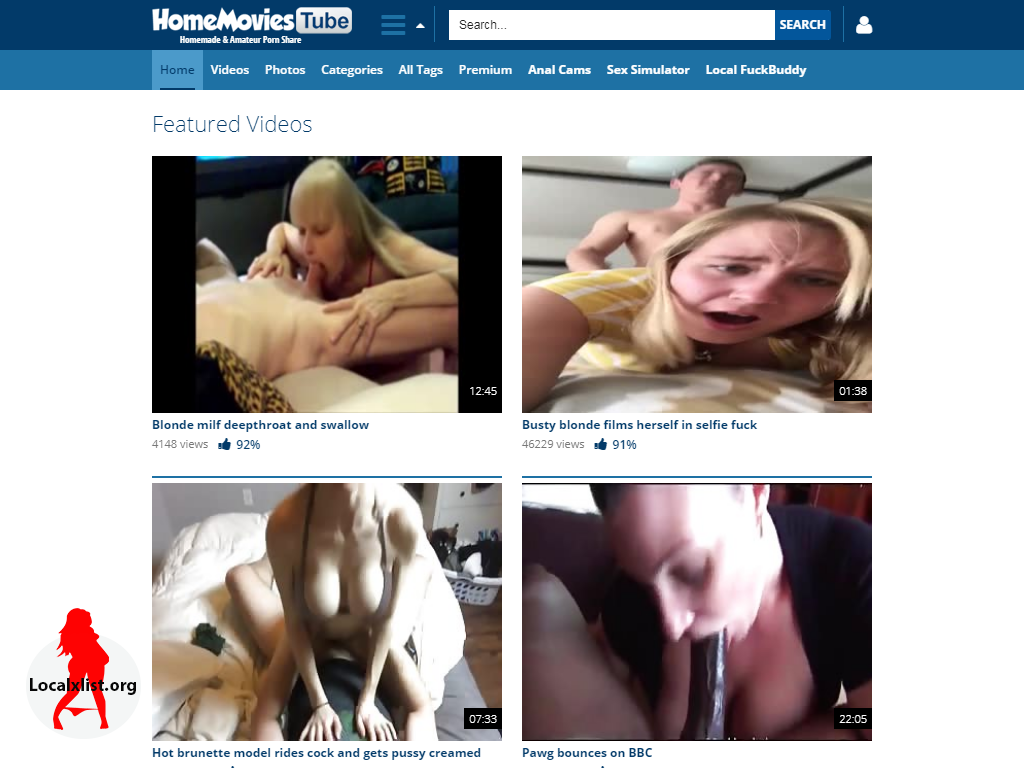 HomeMovies Tube
Homemade & Amateur Porn Share
Search...
SEARCH
Home Videos Photos Categories All Tags Premium Anal Cams Sex Simulator Local FuckBuddy
Featured Videos
12:45
01:38
Blonde milf deepthroat and swallow
Busty blonde films herself in selfie fuck
4148 views 92%
46229 views 91%
Localxlist.org
07:33
22:05
Hot brunette model rides cock and gets pussy creamed
Pawg bounces on BBC